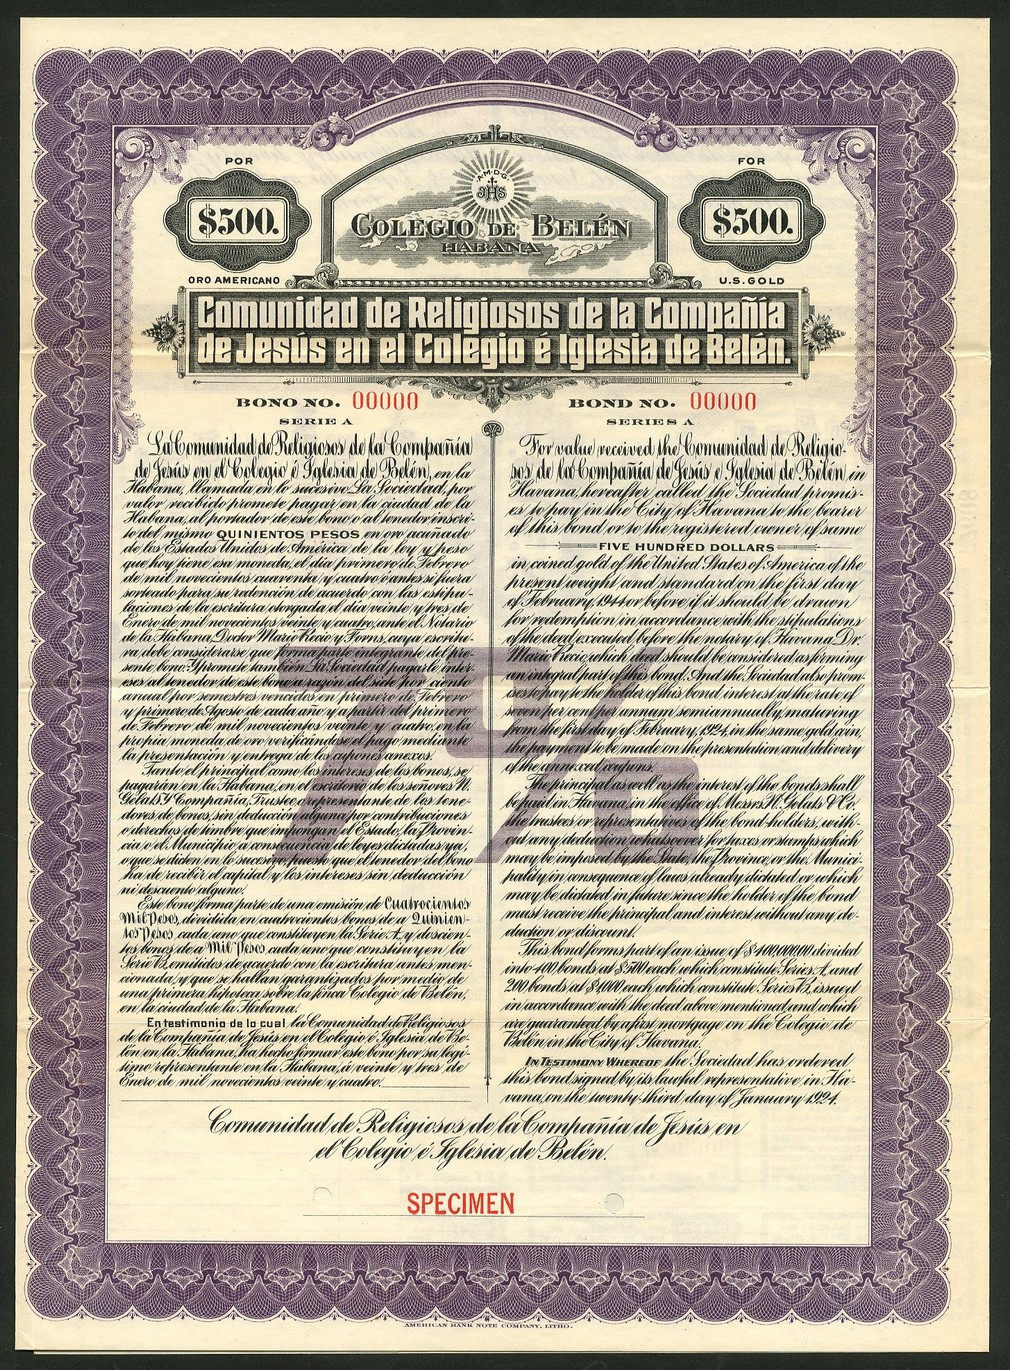 POR
$500.
ORO AMERICANO
A.M.D.G.
JHS
COLEGIO DE BELÉN
HABANA
FOR
$500.
U.S. GOLD
Comunidad de Religiosos de la Compañía
de Jesús en el Colegio é Iglesia de Belén.
BONO NO. 00000
SERIE A
La Comunidad de Religiosos de la Compañía
de Jesús en el Colegio é Iglesia de Belén, en la
Habana, llamada en lo sucesivo La Sociedad, por
valor recibido promete pagar en la ciudad de la
Habana, al portador de este bono o al tenedor inscri-
to del mismo QUINIENTOS PESOS en oro acuñado
de los Estados Unidos de América de la ley y peso
que hoy tiene esa moneda, el día primero de Febrero
de mil novecientos cuarenta y cuatro o antes si fuera
sorteado para su redención de acuerdo con las estipu-
laciones de la escritura otorgada el día veinte y tres de
Enero de mil novecientos veinte y cuatro, ante el Notario
de la Habana, Doctor Mario Recio y Forns, cuya escritu-
ra debe considerarse que forma parte integrante del pre-
sente bono. Y promete también La Sociedad pagarle inter-
eses al tenedor de este bono a razón del siete por ciento
anual por semestres vencidos en primero de Febrero
y primero de Agosto de cada año y a partir del primero
de Febrero de mil novecientos veinte y cuatro, en la
propia moneda de oro verificándose el pago mediante
la presentación y entrega de los cupones anexos.
Tanto el principal como los intereses de los bonos, se
pagarán en la Habana, en el escritorio de los señores N.
Gelats Y Compañía, Trustee o representante de los tene-
dores de bonos, sin deducción alguna por contribuciones
o derechos de timbre que impongan el Estado, la Provin-
cia o el Municipio, a consecuencia de leyes dictadas ya,
o que se dicten en lo sucesivo, puesto que el tenedor del bono
ha de recibir el capital y los intereses sin deducción
ni descuento alguno.
Este bono forma parte de una emisión de Cuatrocientos
Mil Pesos, dividida en cuatrocientos bonos de a Quinien-
tos Pesos cada uno que constituyen la Serie A, y doscien-
tos bonos de a Mil Pesos cada uno que constituyen la
Serie B, emitidos de acuerdo con la escritura antes men-
cionada, y que se hallan garantizados por medio de
una primera hipoteca sobre la finca Colegio de Belén,
en la ciudad de la Habana.
En testimonio de lo cual la Comunidad de Religiosos
de la Compañía de Jesús en el Colegio é Iglesia de Be-
lén en la Habana, ha hecho firmar este bono por su legí-
timo representante en la Habana, á veinte y tres de
Enero de mil novecientos veinte y cuatro.
BOND NO. 00000
SERIES A
For value received the Comunidad de Religio-
sos de la Compañía de Jesús e Iglesia de Belén in
Havana, hereafter called the Sociedad promis-
es to pay in the City of Havana to the bearer
of this bond or to the registered owner of same
FIVE HUNDRED DOLLARS
in coined gold of the United States of America of the
present weight and standard on the first day
of February, 1944 or before if it should be drawn
for redemption in accordance with the stipulations
of the deed executed before the notary of Havana, Dr.
Mario Recio, which deed should be considered as forming
an integral part of this bond. And the Sociedad also prom-
ises to pay to the holder of this bond interest at the rate of
seven per cent per annum semiannually, maturing
from the first day of February, 1924, in the same gold coin,
the payment to be made on the presentation and delivery
of the annexed coupons.
The principal as well as the interest of the bonds shall
be paid in Havana, in the office of Messrs N. Gelats & Co.
the trustees or representatives of the bond-holders, with-
out any deduction whatsoever for taxes or stamps which
may be imposed by the State, the Province, or the Munici-
pality in consequence of laws already dictated or which
may be dictated in future since the holder of the bond
must receive the principal and interest without any de-
duction or discount.
This bond forms part of an issue of $400,000.00 divided
into 400 bonds at $500 each, which constitute Series A, and
200 bonds at $1000 each, which constitute Series B, issued
in accordance with the deed above mentioned and which
are guaranteed by a first mortgage on the Colegio de
Belén in the City of Havana.
IN TESTIMONY WHEREOF the Sociedad has ordered
this bond signed by its lawful representative in Ha-
vana, on the twenty-third day of January 1924.
7%
Comunidad de Religiosos de la Compañía de Jesús en
el Colegio é Iglesia de Belén.
SPECIMEN
AMERICAN BANK NOTE COMPANY, LITHO.